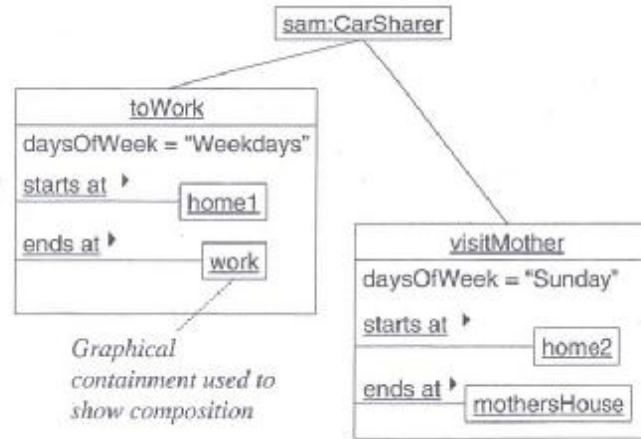 sam:CarSharer
toWork
daysOfWeek = "Weekdays"
starts at
home1
ends at
work
Graphical
containment used to
show composition
visitMother
daysOfWeek = "Sunday"
starts at
home2
ends at
mothersHouse